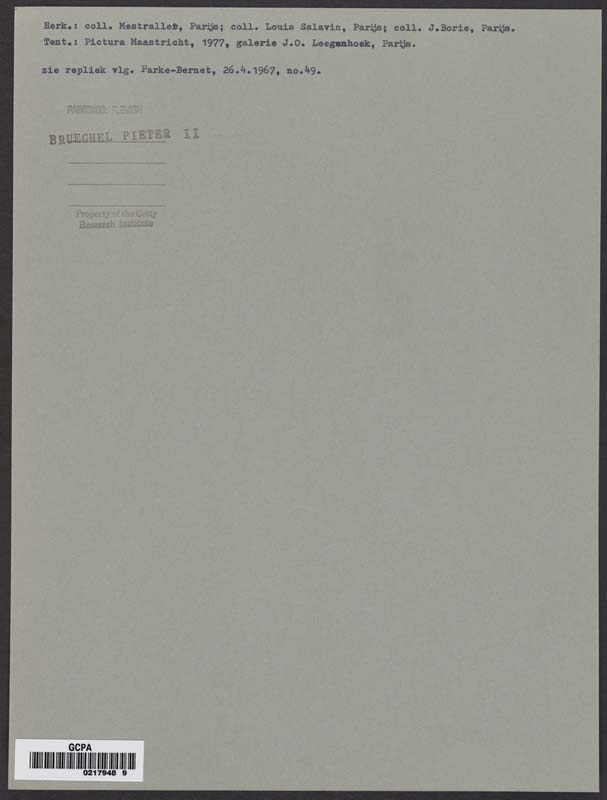 Herk.: coll. Mestrallet, Parijs; coll. Louis Salavin, Parijs; coll. J.Borie, Parijs.
Tent.: Pictura Maastricht, 1977, galerie J.O. Leegenhoek, Parijs.
zie repliek vlg. Parke-Bernet, 26.4.1967, no.49.
PAINTINGS: FLEMISH
BRUEGHEL PIETER II
Property of the Getty
Research Institute
GCPA
0217948 9